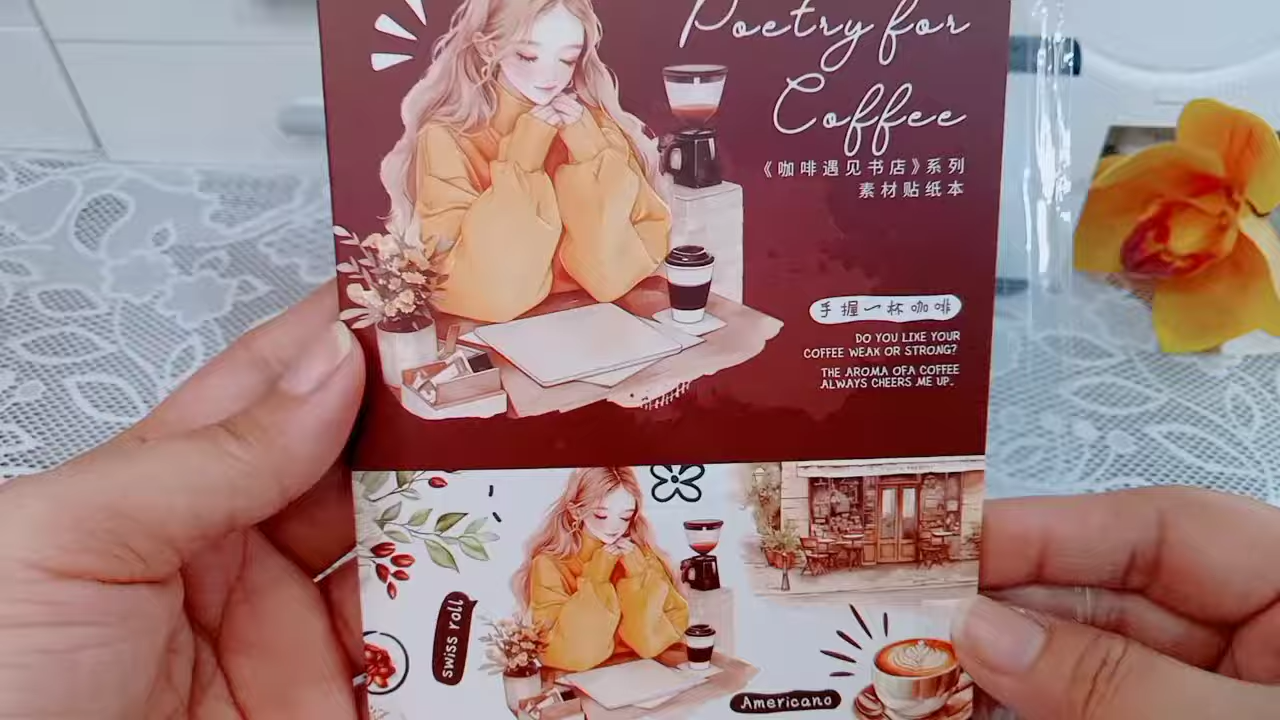 Poetry for
Coffee
《咖啡遇见书店》系列
素材贴纸本
手握一杯咖啡
DO YOU LIKE YOUR
COFFEE WEAK OR STRONG?
THE AROMA OFA COFFEE
ALWAYS CHEERS ME UP.
swiss roll
Americano